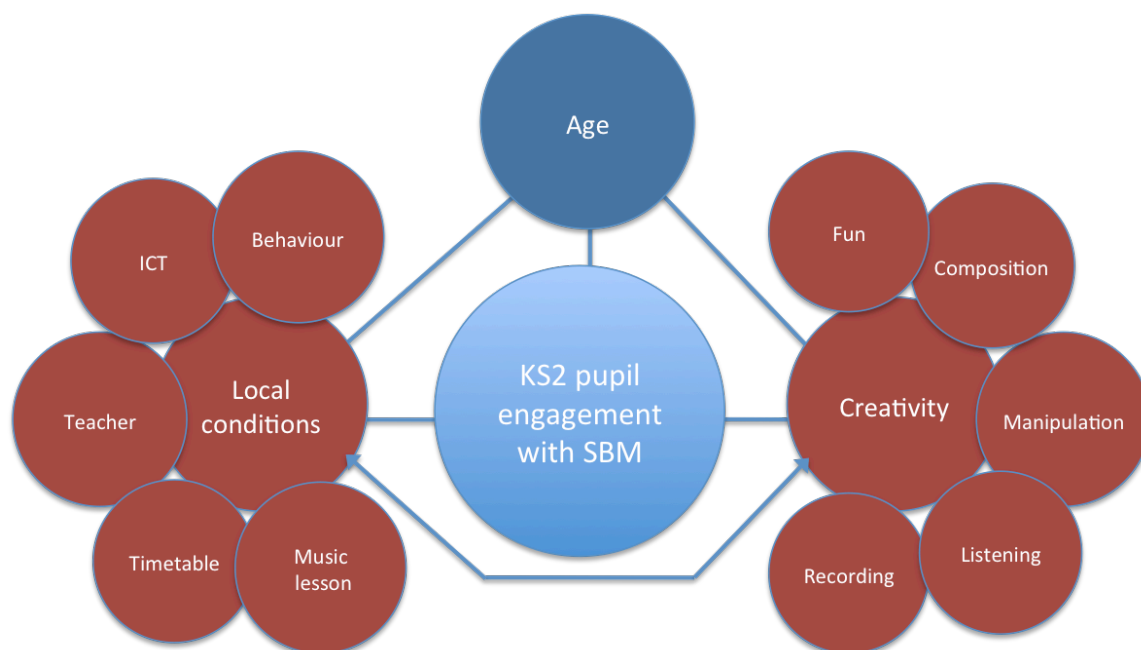 Age
Behaviour
ICT
Teacher
Local
conditions
Timetable
Music
lesson
KS2 pupil
engagement
with SBM
Fun
Composition
Creativity
Manipulation
Listening
Recording